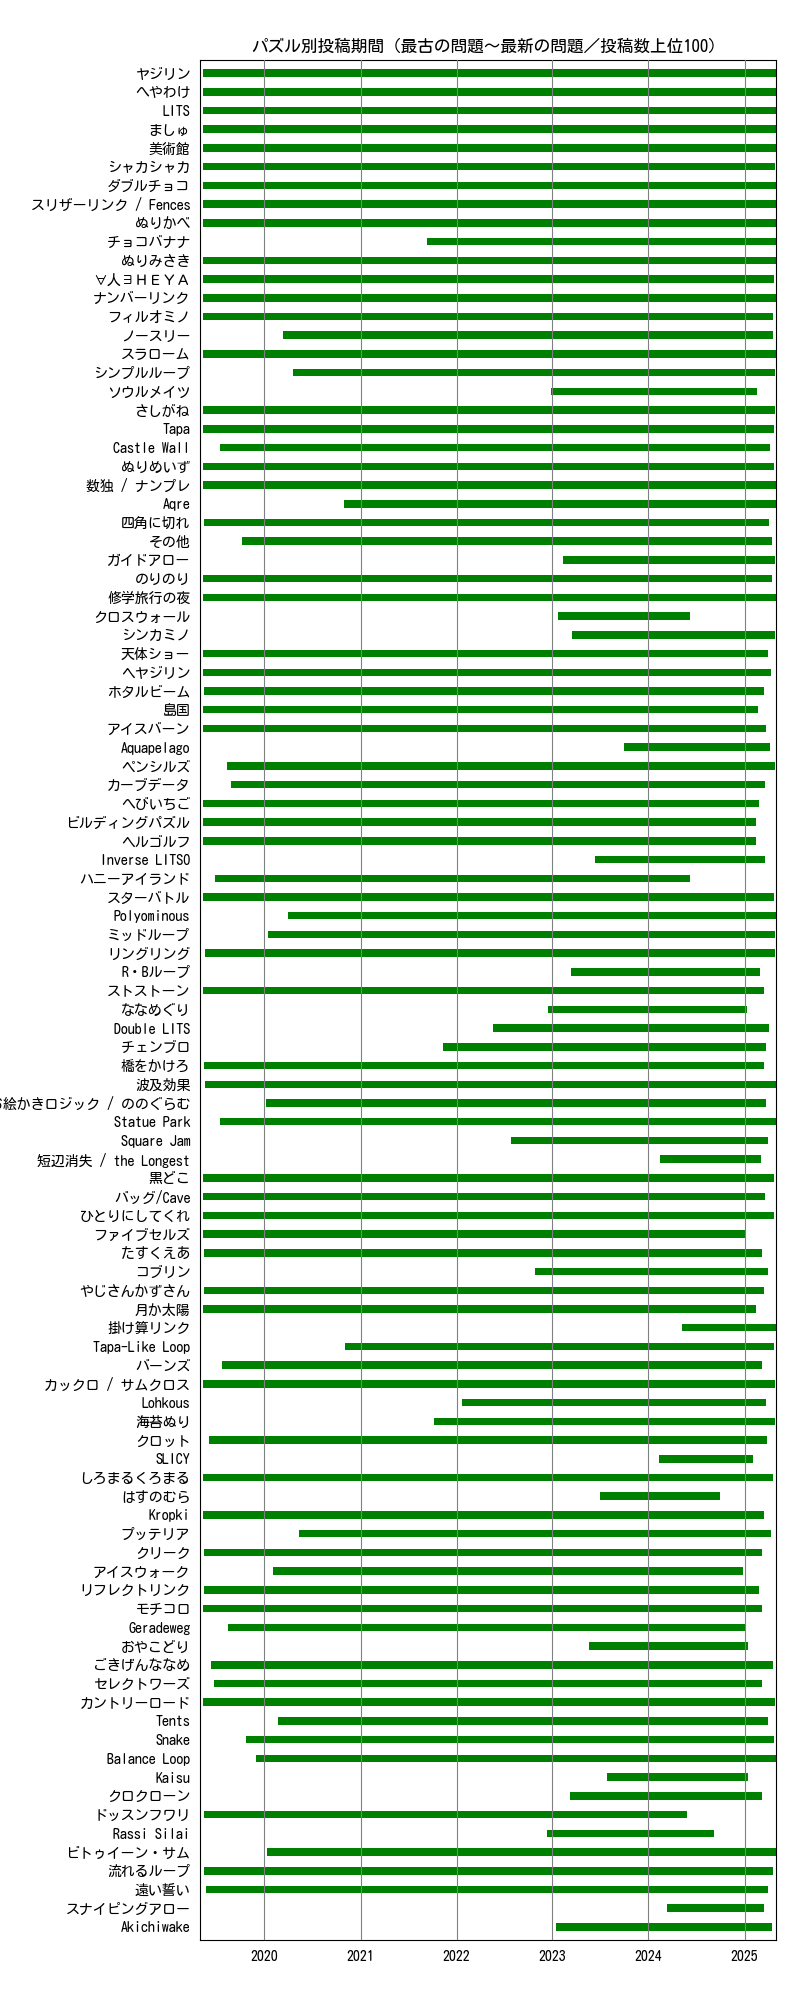 パズル別投稿期間（最古の問題～最新の問題／投稿数上位100）
ヤジリン
へやわけ
LITS
ましゅ
美術館
シャカシャカ
ダブルチョコ
スリザーリンク / Fences
ぬりかべ
チョコバナナ
ぬりみさき
∀人∃ＨＥＹＡ
ナンバーリンク
フィルオミノ
ノースリー
スラローム
シンプルループ
ソウルメイツ
さしがね
Tapa
Castle Wall
ぬりめいず
数独 / ナンプレ
Aqre
四角に切れ
その他
ガイドアロー
のりのり
修学旅行の夜
クロスウォール
シンカミノ
天体ショー
ヘヤジリン
ホタルビーム
島国
アイスバーン
Aquapelago
ペンシルズ
カーブデータ
へびいちご
ビルディングパズル
ヘルゴルフ
Inverse LITSO
ハニーアイランド
スターバトル
Polyominous
ミッドループ
リングリング
R・Bループ
ストストーン
ななめぐり
Double LITS
チェンブロ
橋をかけろ
波及効果
絵かきロジック / ののぐらむ
Statue Park
Square Jam
短辺消失 / the Longest
黒どこ
バッグ/Cave
ひとりにしてくれ
ファイブセルズ
たすくえあ
コブリン
やじさんかずさん
月か太陽
掛け算リンク
Tapa-Like Loop
バーンズ
カックロ / サムクロス
Lohkous
海苔ぬり
クロット
SLICY
しろまるくろまる
はすのむら
Kropki
プッテリア
クリーク
アイスウォーク
リフレクトリンク
モチコロ
Geradeweg
おやこどり
ごきげんななめ
セレクトワーズ
カントリーロード
Tents
Snake
Balance Loop
Kaisu
クロクローン
ドッスンフワリ
Rassi Silai
ビトゥイーン・サム
流れるループ
遠い誓い
スナイピングアロー
Akichiwake
2020 2021 2022 2023 2024 2025